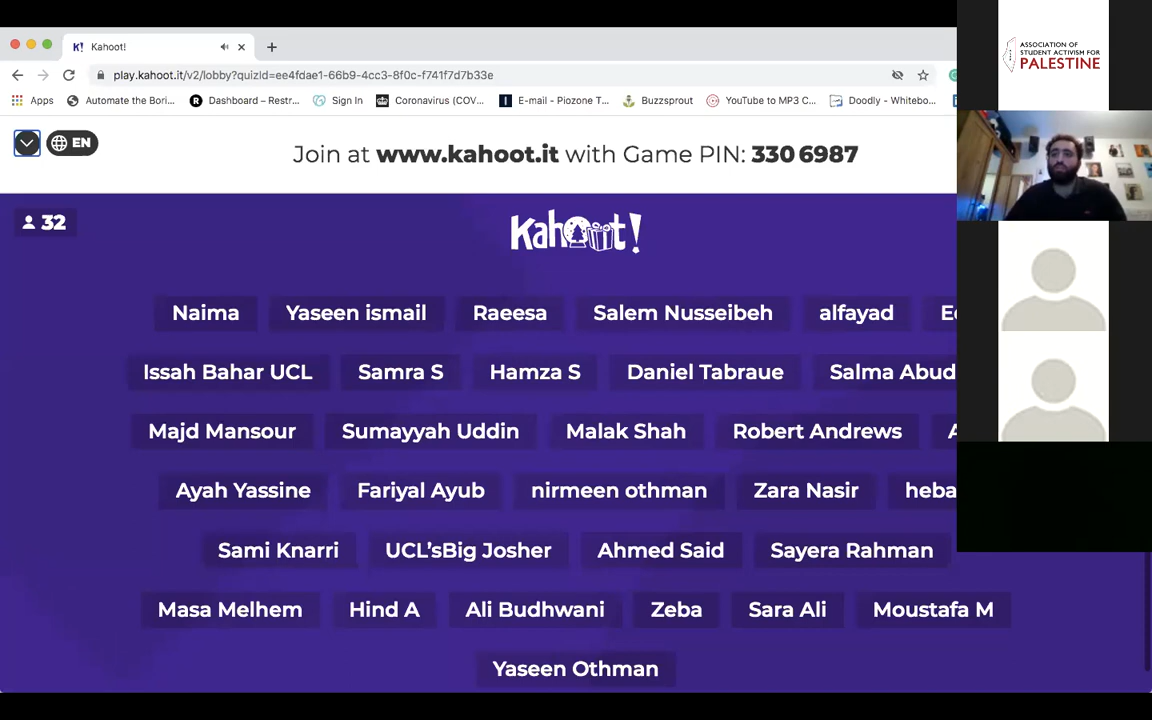 Kahoot!
play.kahoot.it/v2/lobby?quizId=ee4fdae1-66b9-4cc3-8f0c-f741f7d7b33e
Apps Automate the Bori... Dashboard – Restr... Sign In Coronavirus (COV... E-mail - Piozone T... Buzzsprout YouTube to MP3 C... Doodly - Whitebo...
ASSOCIATION OF
STUDENT ACTIVISM FOR
PALESTINE
EN
Join at www.kahoot.it with Game PIN: 330 6987
32
Kahoot!
Naima Yaseen ismail Raeesa Salem Nusseibeh alfayad
Issah Bahar UCL Samra S Hamza S Daniel Tabraue Salma Abud
Majd Mansour Sumayyah Uddin Malak Shah Robert Andrews
Ayah Yassine Fariyal Ayub nirmeen othman Zara Nasir heba
Sami Knarri UCL'sBig Josher Ahmed Said Sayera Rahman
Masa Melhem Hind A Ali Budhwani Zeba Sara Ali Moustafa M
Yaseen Othman